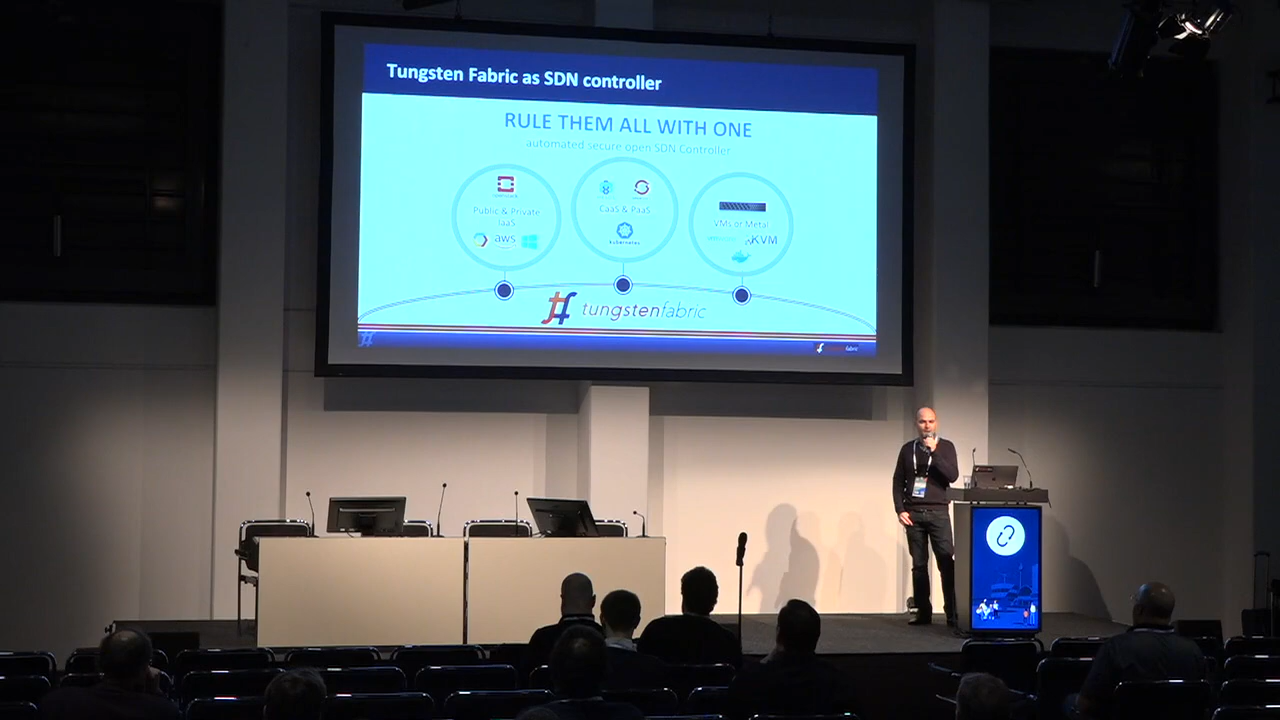 Tungsten Fabric as SDN controller
RULE THEM ALL WITH ONE
automated secure open SDN Controller
Public & Private
IaaS
aws
CaaS & PaaS
kubernetes
VMs or Metal
KVM
tungstenfabric